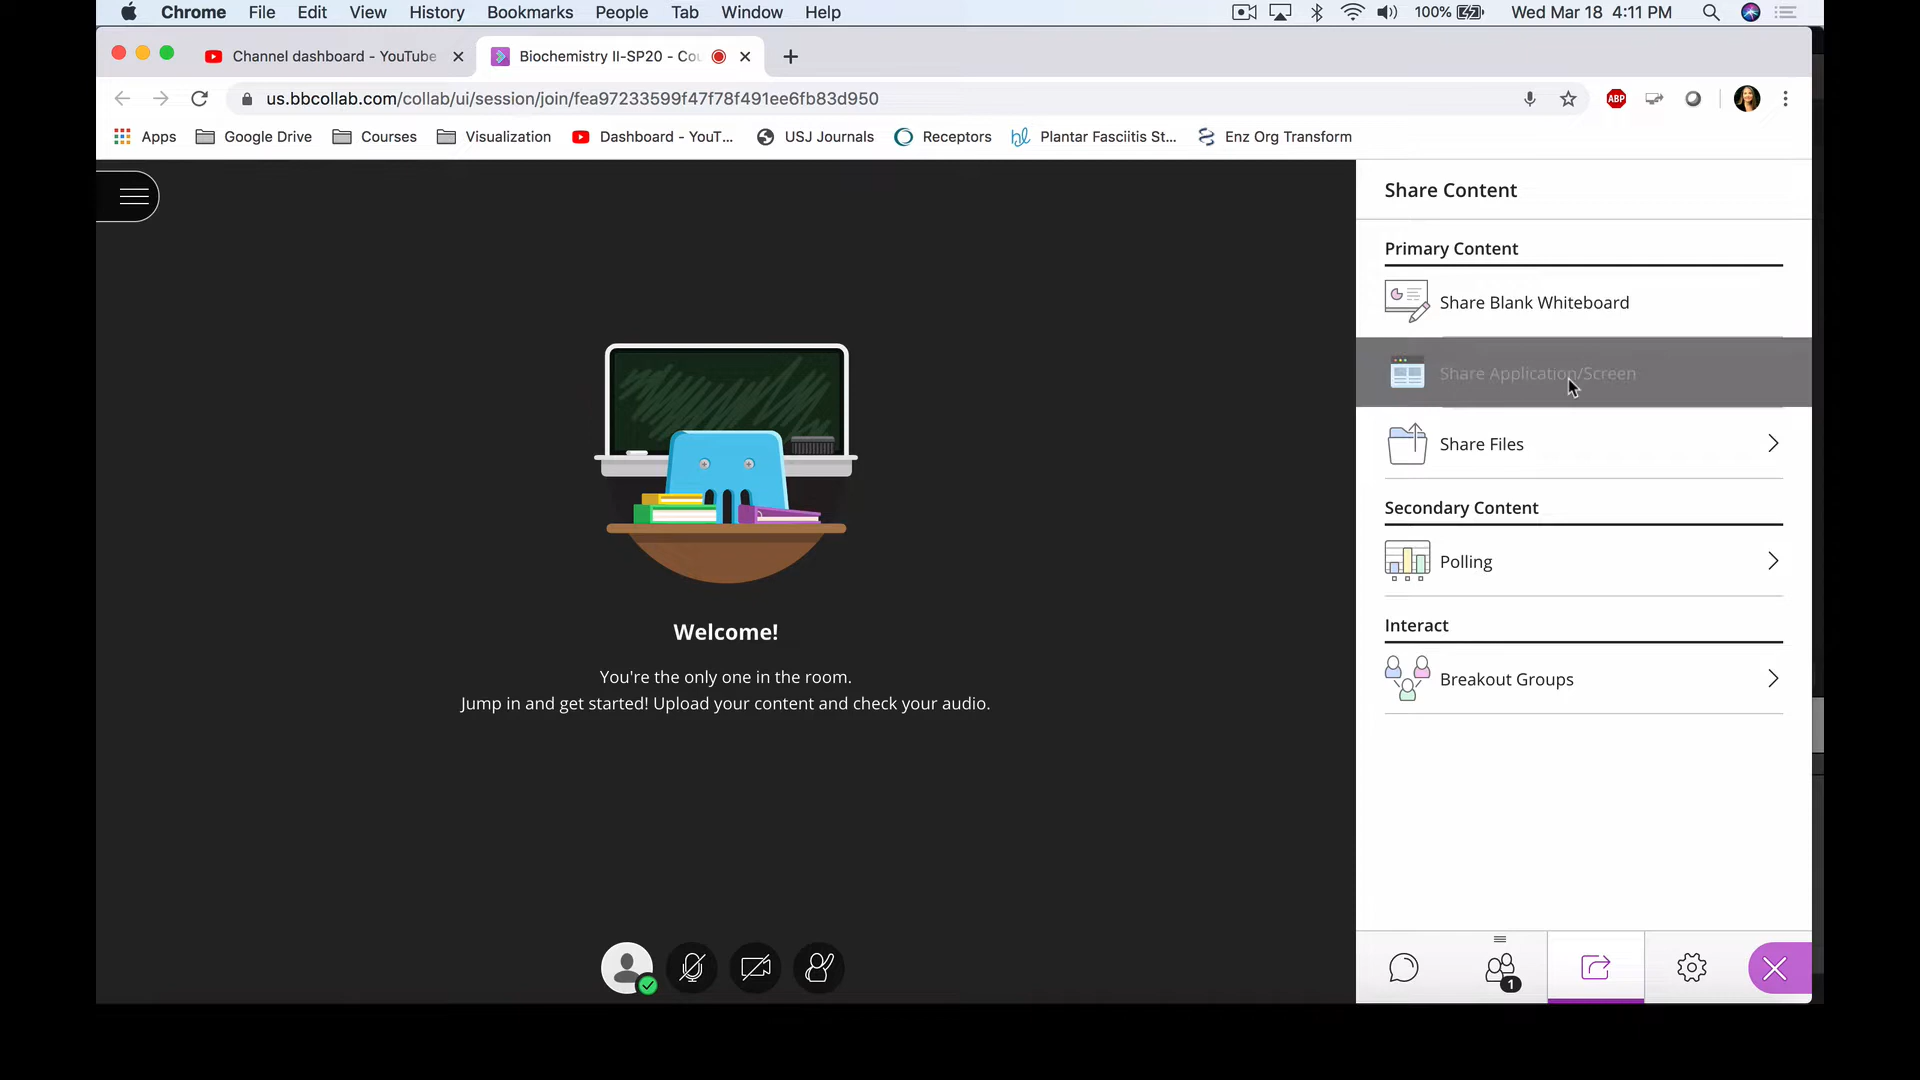 Chrome File Edit View History Bookmarks People Tab Window Help 100% Wed Mar 18 4:11 PM
Channel dashboard - YouTube Biochemistry II-SP20 - Cou
us.bbcollab.com/collab/ui/session/join/fea97233599f47f78f491ee6fb83d950 ABP
Apps Google Drive Courses Visualization Dashboard - YouT... USJ Journals Receptors bl Plantar Fasciitis St... Enz Org Transform
Share Content
Primary Content
Share Blank Whiteboard
Share Application/Screen
Share Files
Secondary Content
Polling
Interact
Breakout Groups
Welcome!
You're the only one in the room.
Jump in and get started! Upload your content and check your audio.
1